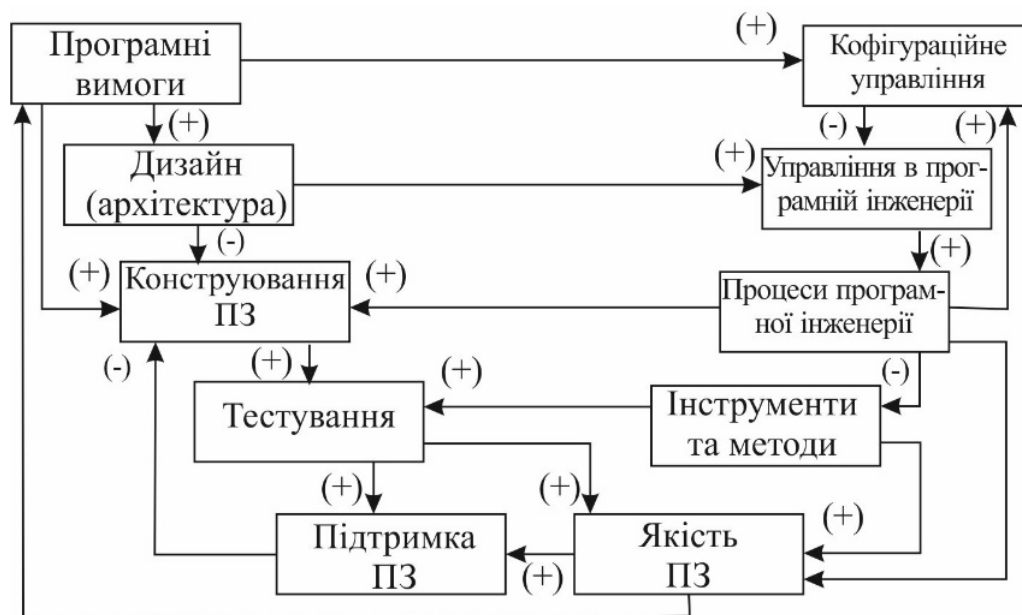 Програмні
вимоги
(+)
Кофігураційне
управління
(+)
(-)
(+)
Дизайн
(архітектура)
(+)
Управління в прог-
рамній інженерії
(-)
(+)
(+)
Конструювання
ПЗ
(+)
Процеси програм-
ної інженерії
(-)
(+)
(+)
(-)
Тестування
Інструменти
та методи
(+)
(+)
(+)
Підтримка
ПЗ
(+)
Якість
ПЗ